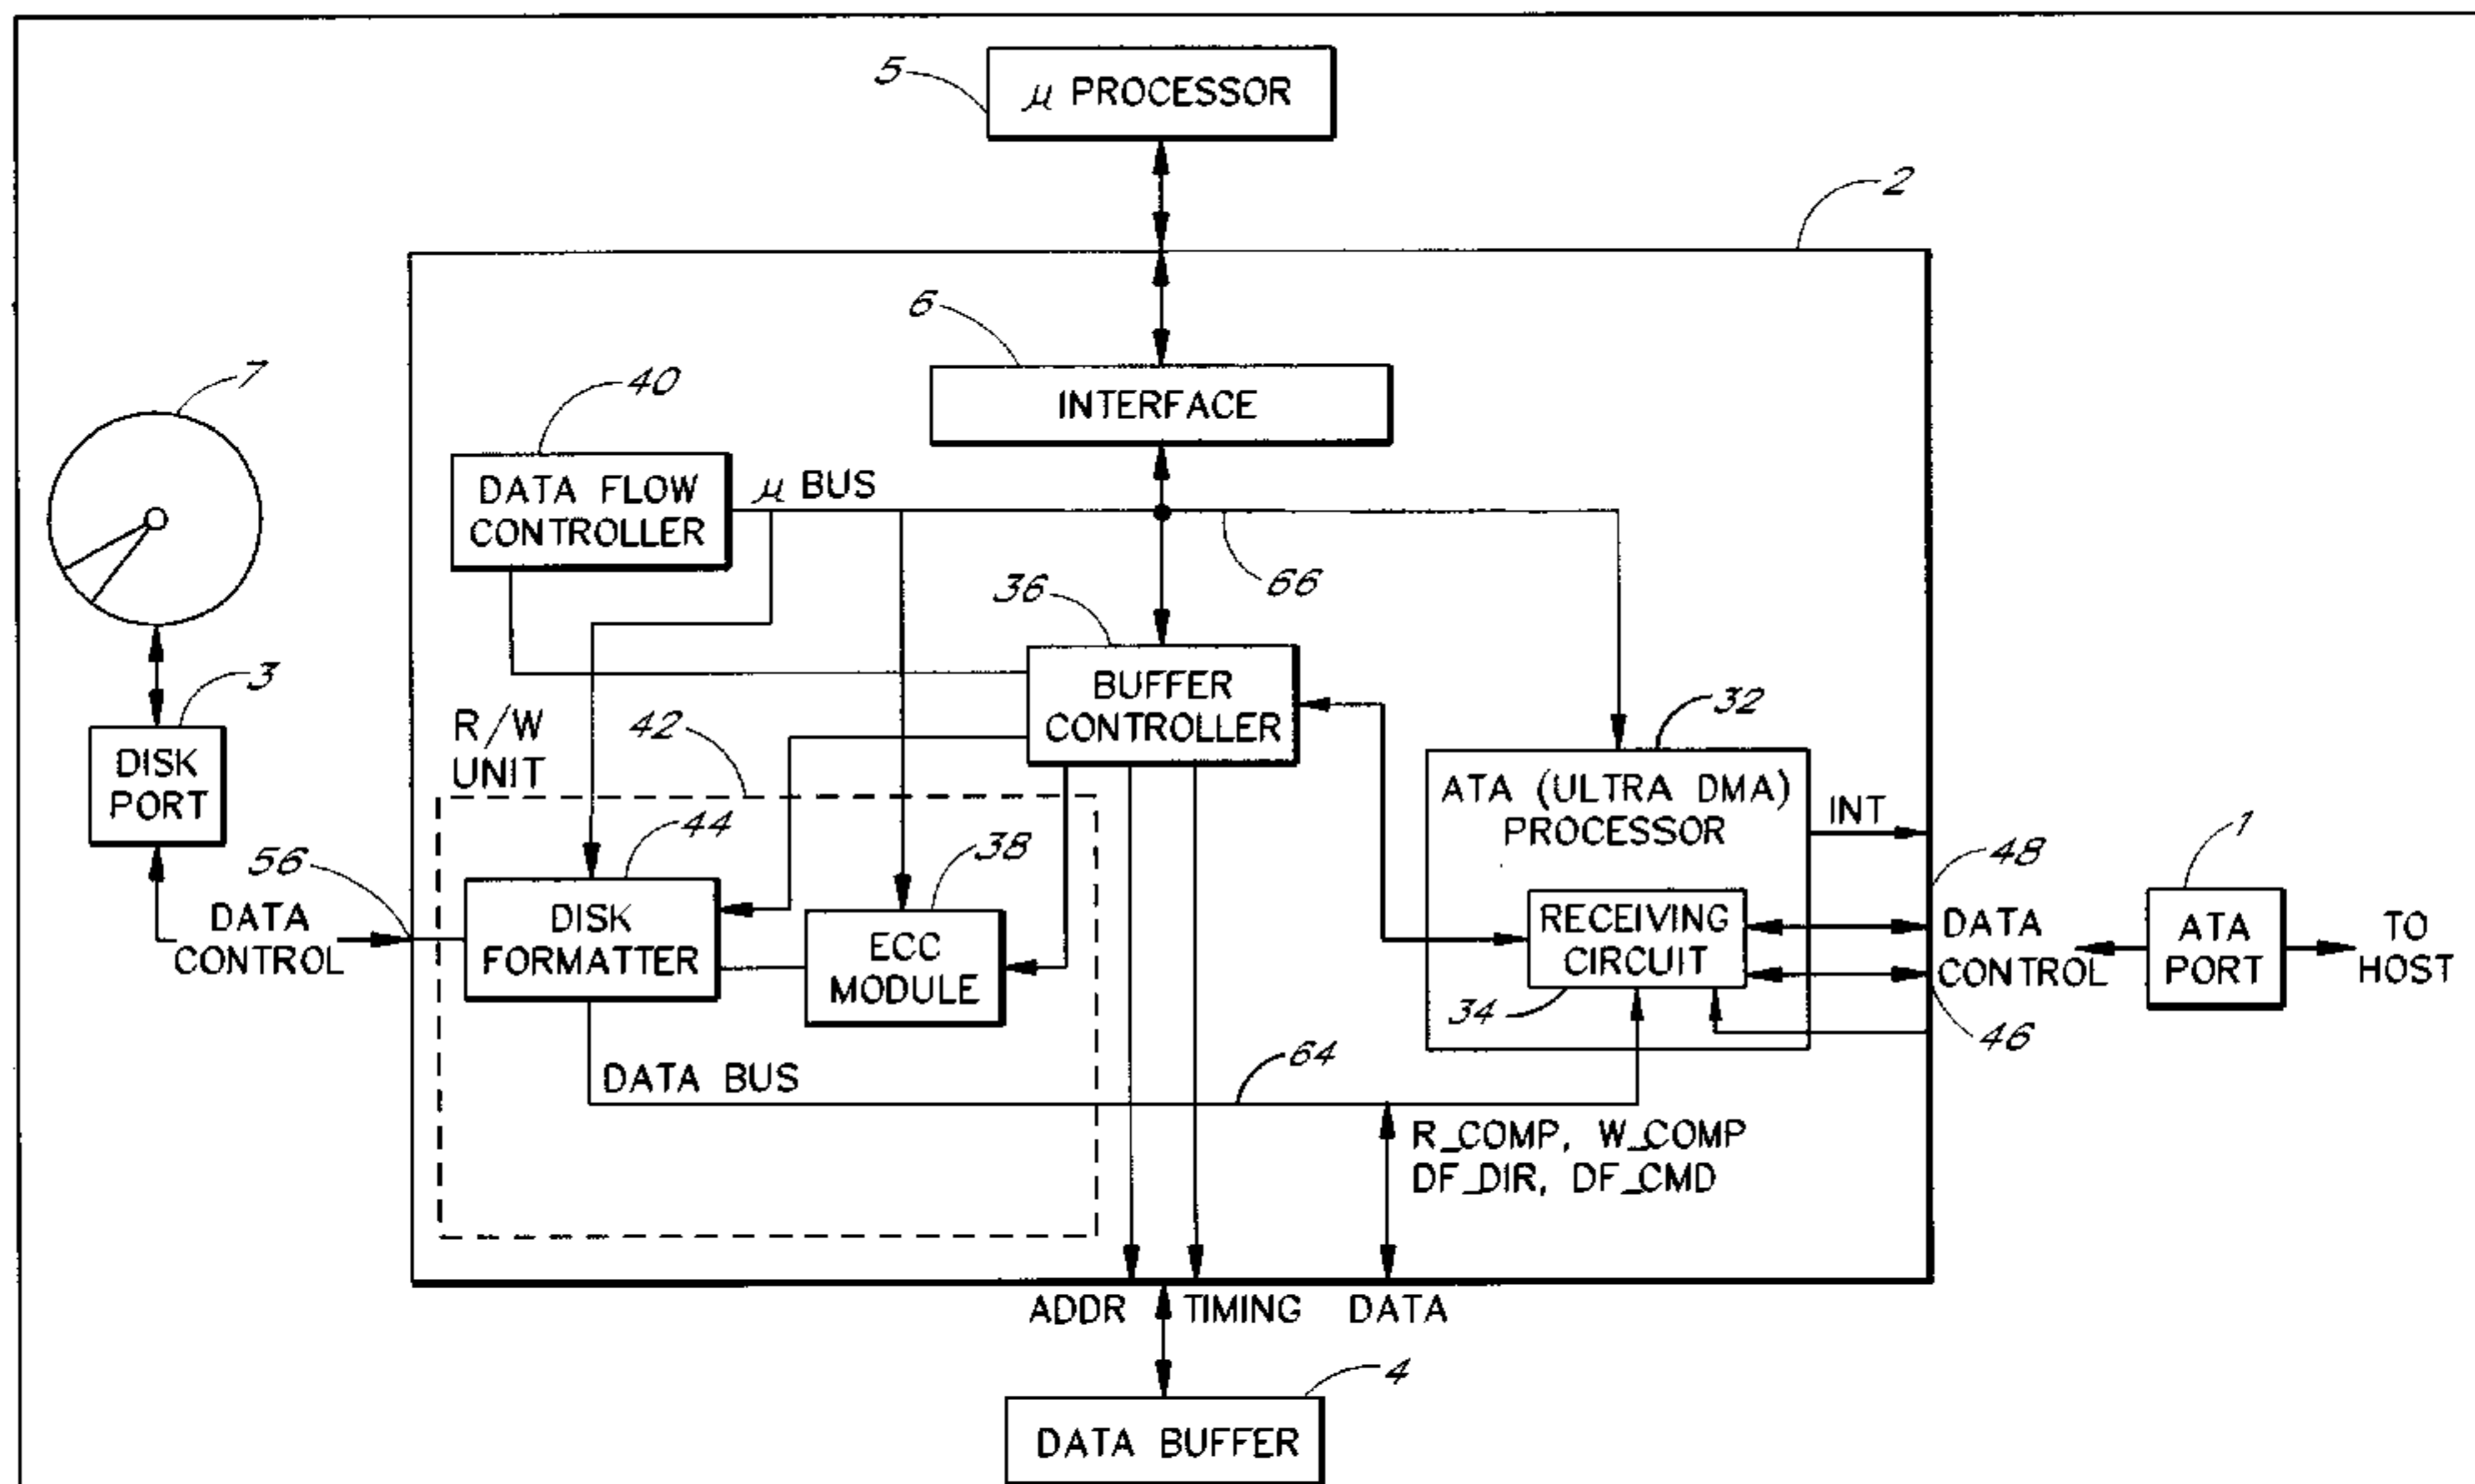 5
μ PROCESSOR
2
6
INTERFACE
7
40
DATA FLOW
CONTROLLER
μ BUS
66
36
BUFFER
CONTROLLER
3
DISK
PORT
R/W
UNIT
42
32
ATA (ULTRA DMA)
PROCESSOR
INT
44
38
56
DATA
CONTROL
DISK
FORMATTER
ECC
MODULE
RECEIVING
CIRCUIT
34
48
DATA
CONTROL
46
1
ATA
PORT
TO
HOST
DATA BUS
64
R_COMP, W_COMP
DF_DIR, DF_CMD
ADDR TIMING DATA
4
DATA BUFFER